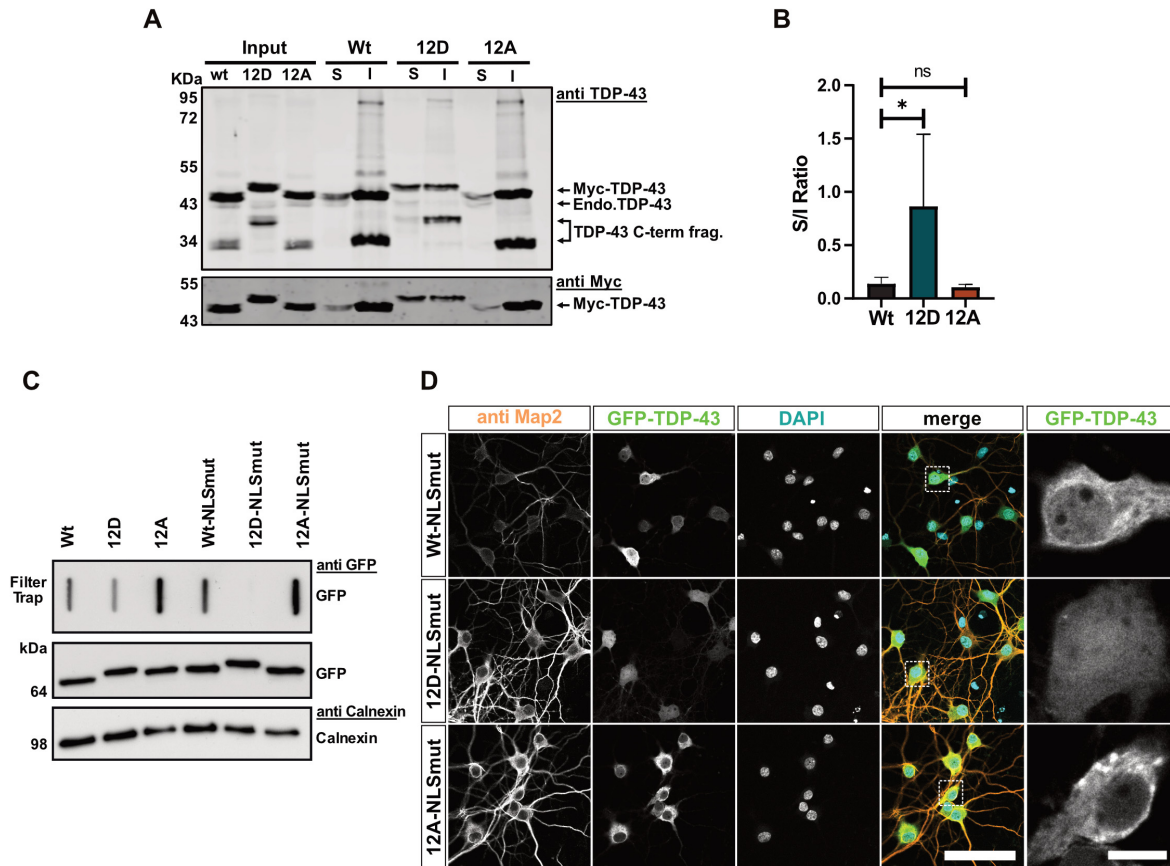 A
Input Wt 12D 12A
KDa wt 12D 12A S I S I S I
95
72
55
43
34
anti TDP-43
Myc-TDP-43
Endo.TDP-43
TDP-43 C-term frag.
55
43
anti Myc
Myc-TDP-43
B
ns
*
2.0
1.5
1.0
0.5
0.0
S/I Ratio
Wt 12D 12A
C
Wt 12D 12A Wt-NLSmut 12D-NLSmut 12A-NLSmut
anti GFP
Filter
Trap
GFP
kDa
64
GFP
anti Calnexin
98
Calnexin
D
anti Map2 GFP-TDP-43 DAPI merge GFP-TDP-43
Wt-NLSmut
12D-NLSmut
12A-NLSmut